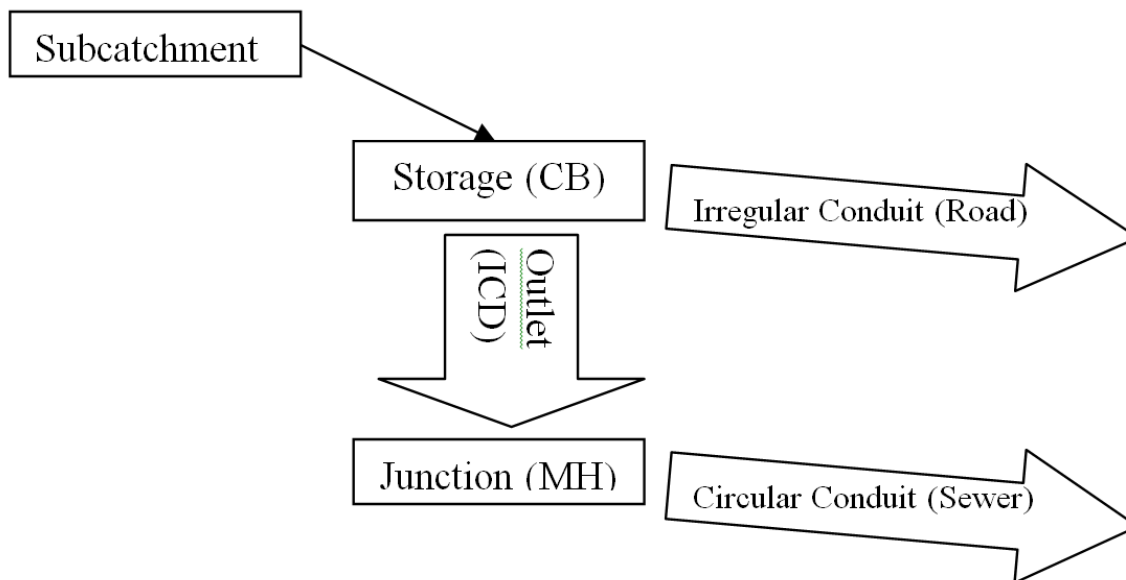 Subcatchment
Storage (CB)
Irregular Conduit (Road)
Outlet
(ICD)
Junction (MH)
Circular Conduit (Sewer)